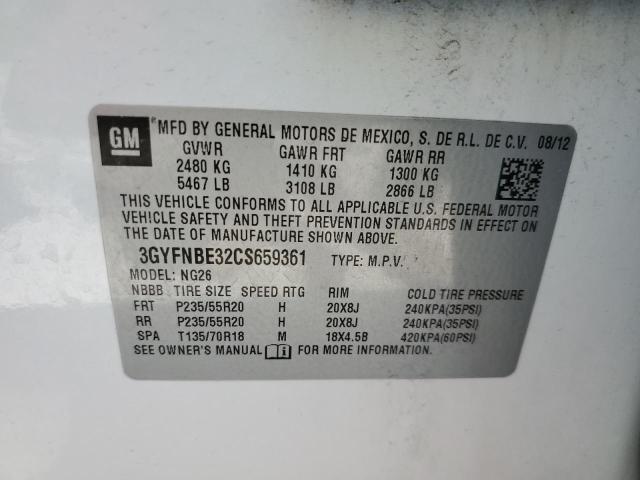 GM MFD BY GENERAL MOTORS DE MEXICO, S. DE R.L. DE C.V. 08/12
GVWR GAWR FRT GAWR RR
2480 KG 1410 KG 1300 KG
5467 LB 3108 LB 2866 LB
THIS VEHICLE CONFORMS TO ALL APPLICABLE U.S. FEDERAL MOTOR
VEHICLE SAFETY AND THEFT PREVENTION STANDARDS IN EFFECT ON
THE DATE OF MANUFACTURE SHOWN ABOVE.
3GYFNBE32CS659361 TYPE: M.P.V.
MODEL: NG26
NBBB TIRE SIZE SPEED RTG RIM COLD TIRE PRESSURE
FRT P235/55R20 H 20X8J 240KPA(35PSI)
RR P235/55R20 H 20X8J 240KPA(35PSI)
SPA T135/70R18 M 18X4.5B 420KPA(60PSI)
SEE OWNER'S MANUAL FOR MORE INFORMATION.